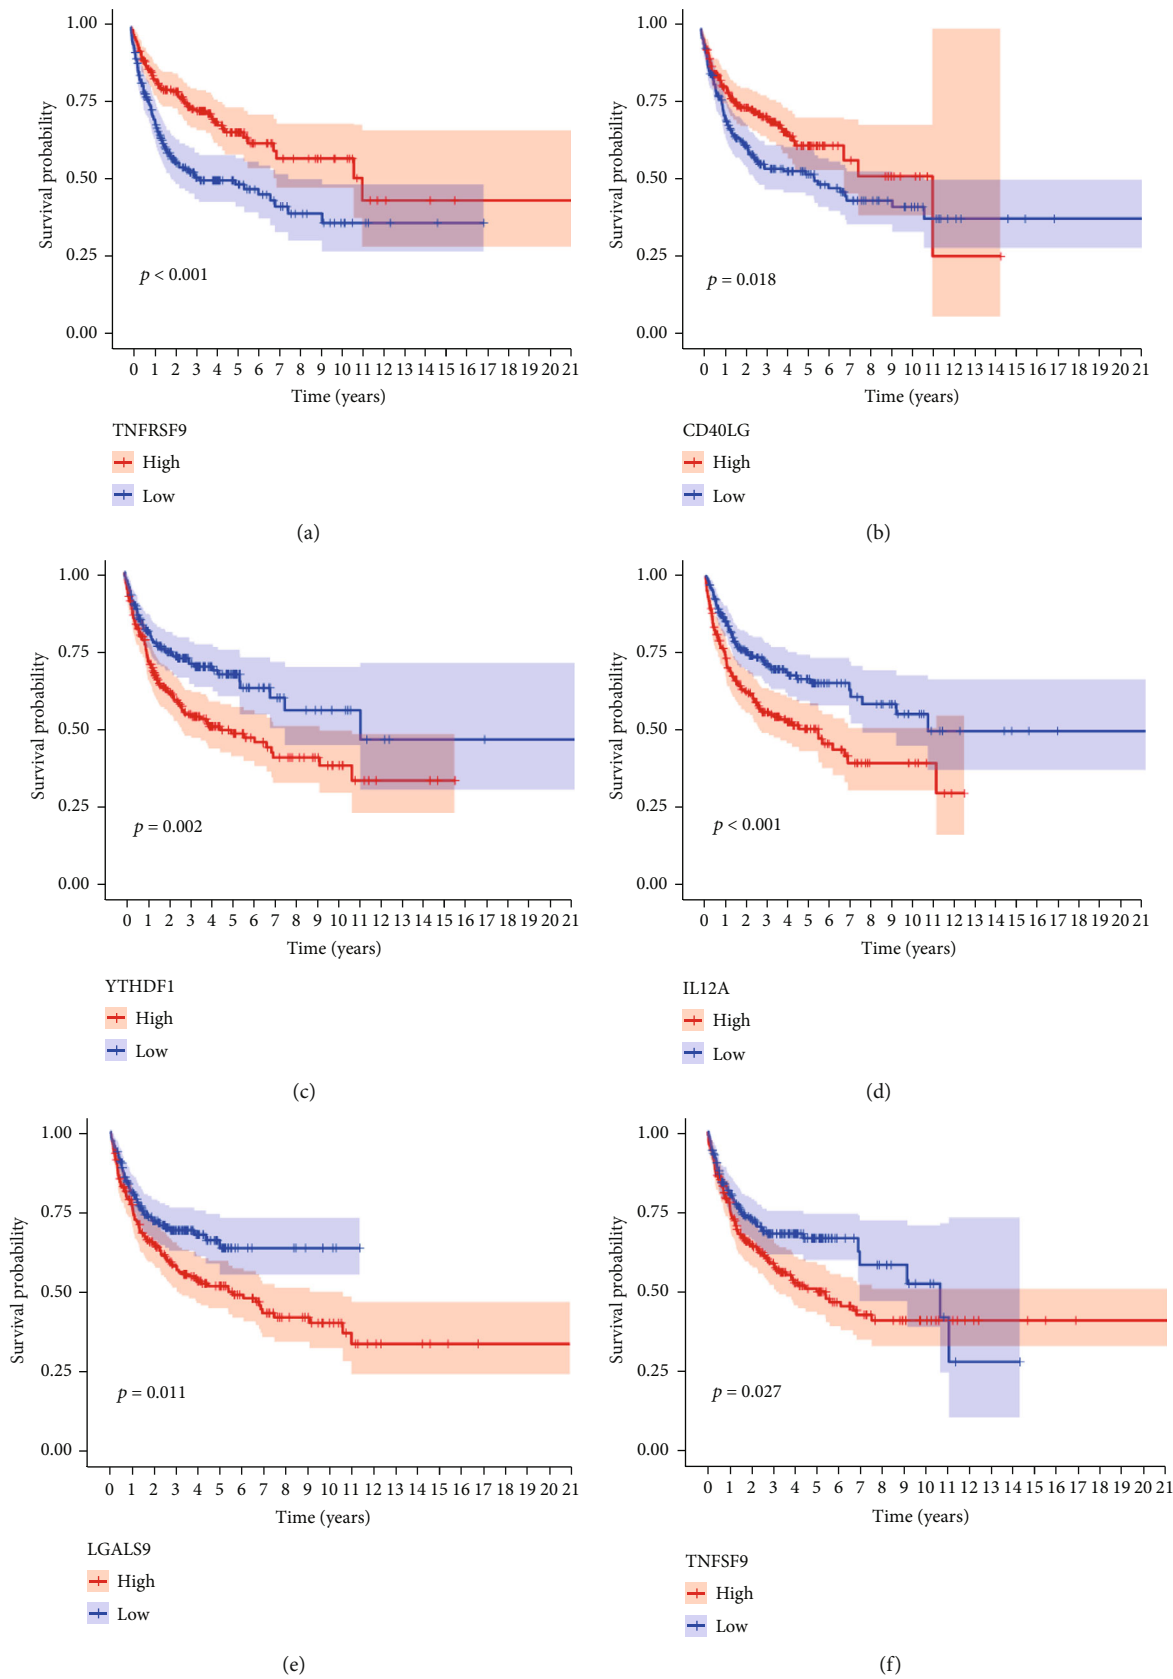 1.00
0.75
0.50
0.25
0.00
Survival probability
p < 0.001
0 1 2 3 4 5 6 7 8 9 10 11 12 13 14 15 16 17 18 19 20 21
Time (years)
TNFRSF9
High
Low
(a)
1.00
0.75
0.50
0.25
0.00
Survival probability
p = 0.018
0 1 2 3 4 5 6 7 8 9 10 11 12 13 14 15 16 17 18 19 20 21
Time (years)
CD40LG
High
Low
(b)
1.00
0.75
0.50
0.25
0.00
Survival probability
p = 0.002
0 1 2 3 4 5 6 7 8 9 10 11 12 13 14 15 16 17 18 19 20 21
Time (years)
YTHDF1
High
Low
(c)
1.00
0.75
0.50
0.25
0.00
Survival probability
p < 0.001
0 1 2 3 4 5 6 7 8 9 10 11 12 13 14 15 16 17 18 19 20 21
Time (years)
IL12A
High
Low
(d)
1.00
0.75
0.50
0.25
0.00
Survival probability
p = 0.011
0 1 2 3 4 5 6 7 8 9 10 11 12 13 14 15 16 17 18 19 20 21
Time (years)
LGALS9
High
Low
(e)
1.00
0.75
0.50
0.25
0.00
Survival probability
p = 0.027
0 1 2 3 4 5 6 7 8 9 10 11 12 13 14 15 16 17 18 19 20 21
Time (years)
TNFSF9
High
Low
(f)